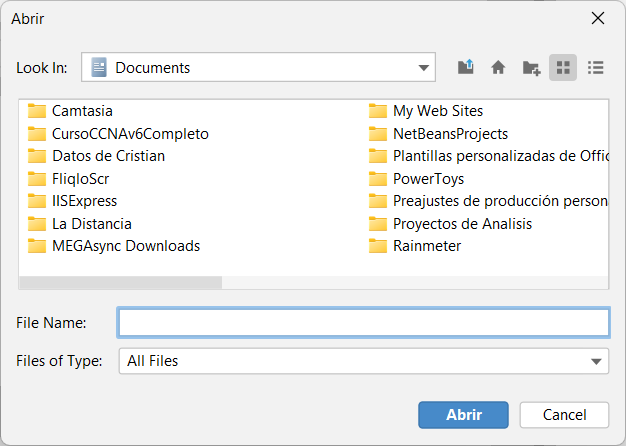 Abrir
Look In: Documents
Camtasia
CursoCCNAv6Completo
Datos de Cristian
FliqloScr
IISExpress
La Distancia
MEGAsync Downloads
My Web Sites
NetBeansProjects
Plantillas personalizadas de Offic
PowerToys
Preajustes de producción persona
Proyectos de Analisis
Rainmeter
File Name:
Files of Type: All Files
Abrir Cancel